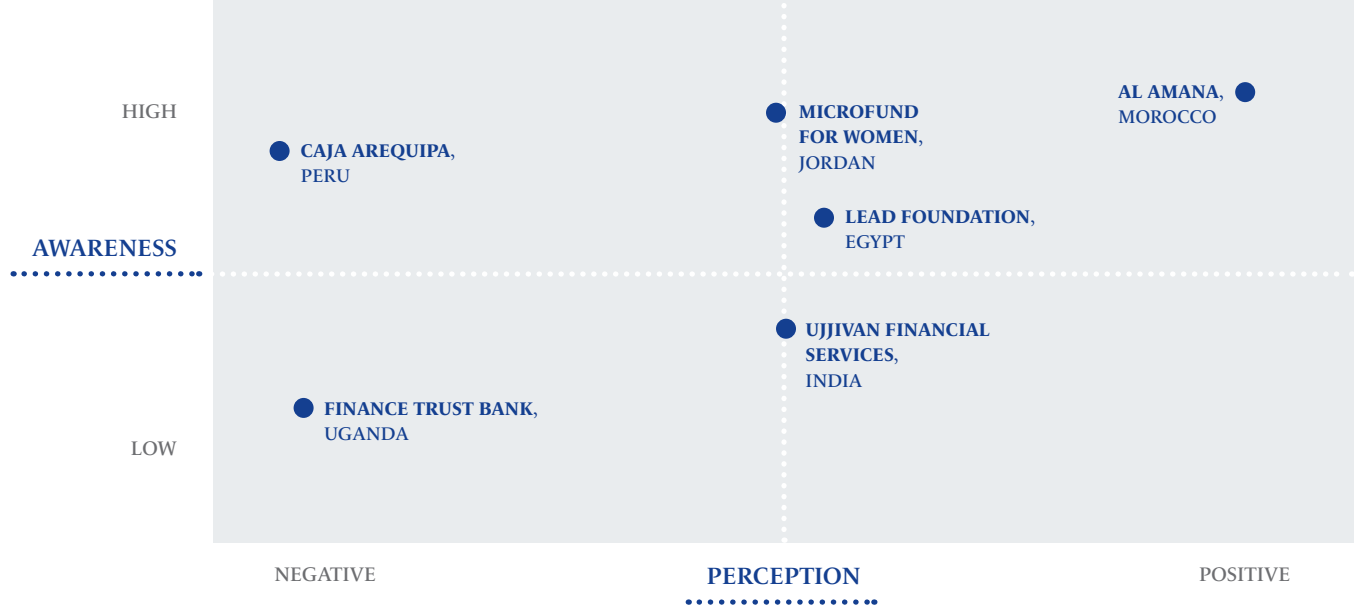 HIGH
AL AMANA,
MOROCCO
MICROFUND
FOR WOMEN,
JORDAN
CAJA AREQUIPA,
PERU
LEAD FOUNDATION,
EGYPT
AWARENESS
UJJIVAN FINANCIAL
SERVICES,
INDIA
FINANCE TRUST BANK,
UGANDA
LOW
NEGATIVE
PERCEPTION
POSITIVE